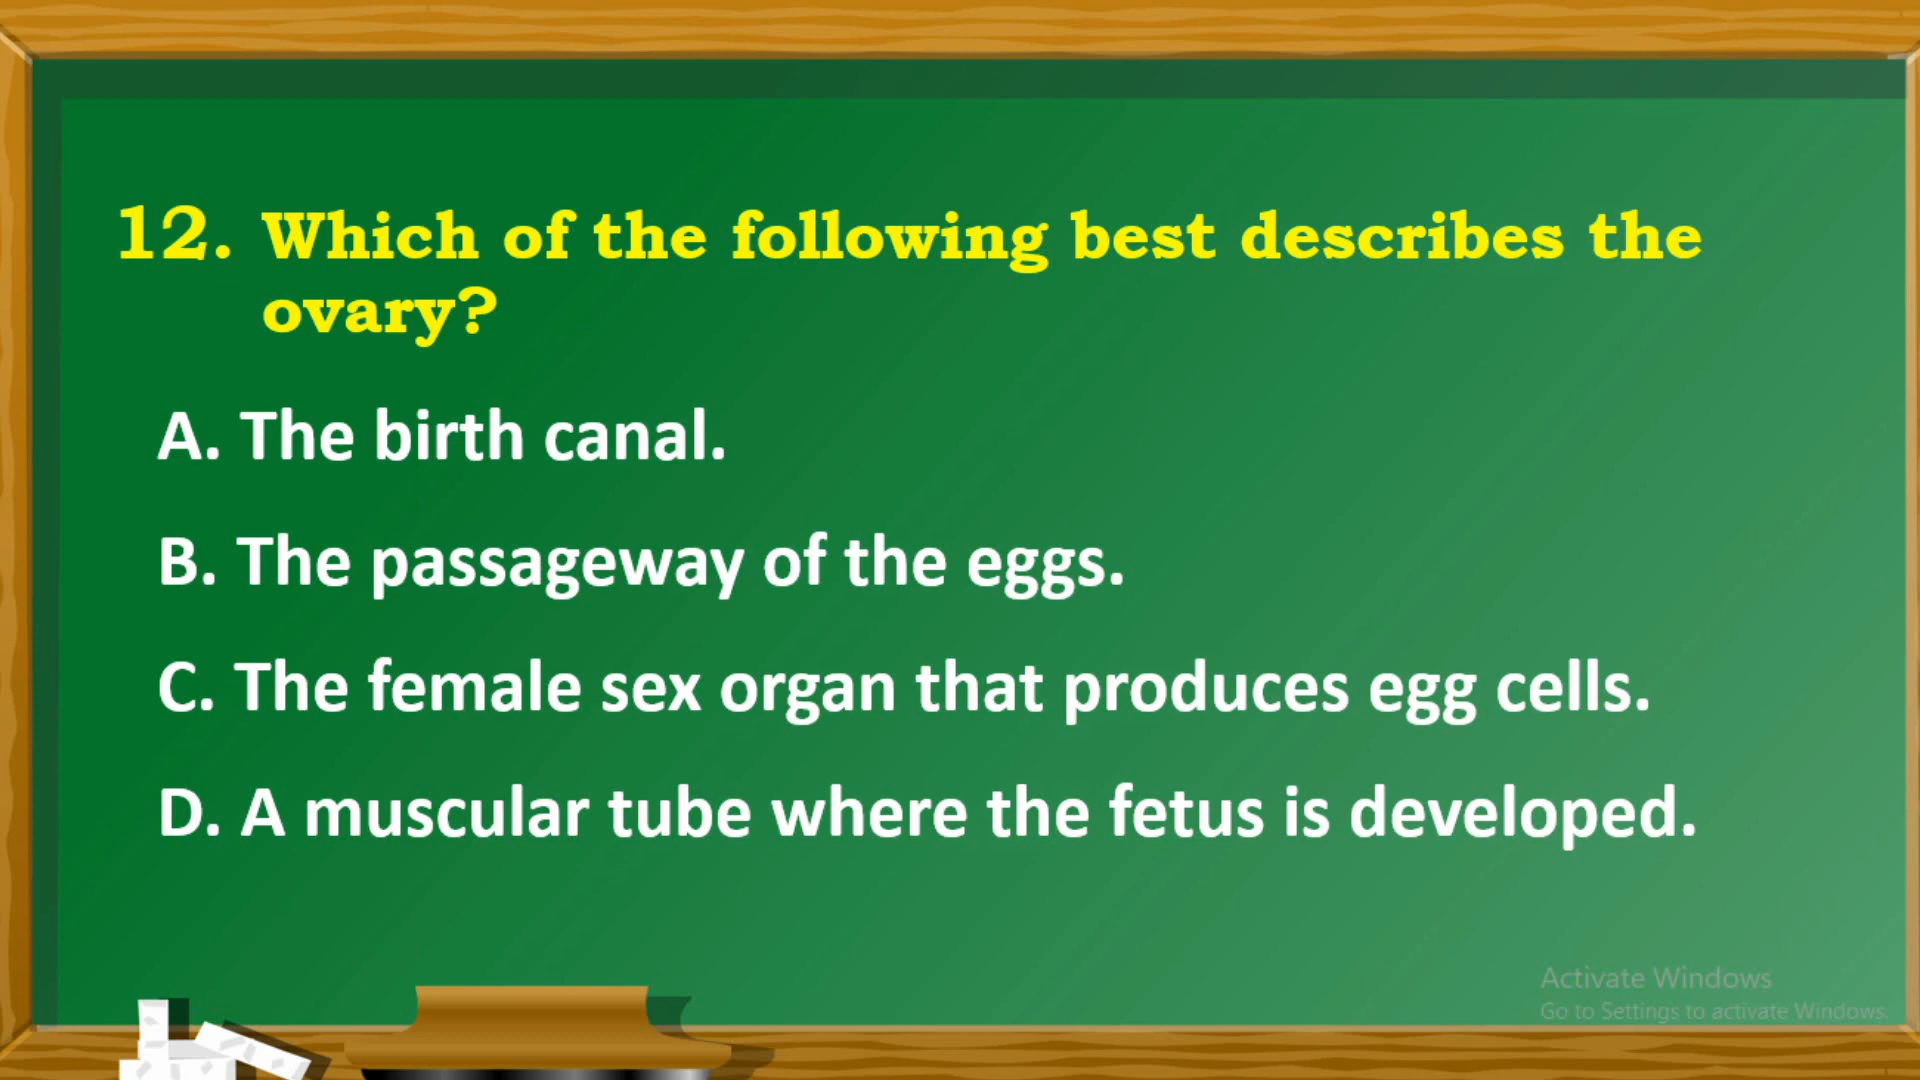 12. Which of the following best describes the
ovary?
A. The birth canal.
B. The passageway of the eggs.
C. The female sex organ that produces egg cells.
D. A muscular tube where the fetus is developed.
Activate Windows
Go to Settings to activate Windows.